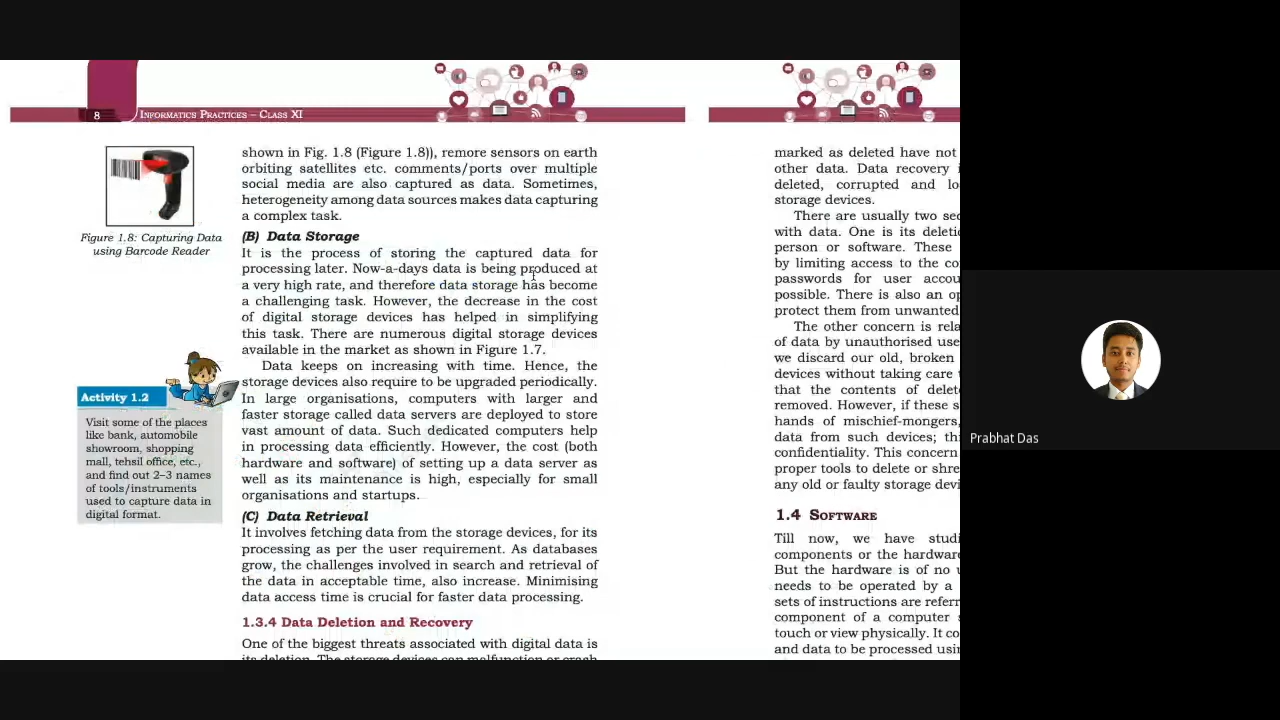 8
INFORMATICS PRACTICES – CLASS XI
Figure 1.8: Capturing Data
using Barcode Reader
shown in Fig. 1.8 (Figure 1.8)), remore sensors on earth
orbiting satellites etc. comments/ports over multiple
social media are also captured as data. Sometimes,
heterogeneity among data sources makes data capturing
a complex task.
(B) Data Storage
It is the process of storing the captured data for
processing later. Now-a-days data is being produced at
a very high rate, and therefore data storage has become
a challenging task. However, the decrease in the cost
of digital storage devices has helped in simplifying
this task. There are numerous digital storage devices
available in the market as shown in Figure 1.7.
Data keeps on increasing with time. Hence, the
storage devices also require to be upgraded periodically.
In large organisations, computers with larger and
faster storage called data servers are deployed to store
vast amount of data. Such dedicated computers help
in processing data efficiently. However, the cost (both
hardware and software) of setting up a data server as
well as its maintenance is high, especially for small
organisations and startups.
Activity 1.2
Visit some of the places
like bank, automobile
showroom, shopping
mall, tehsil office, etc.,
and find out 2–3 names
of tools/instruments
used to capture data in
digital format.
(C) Data Retrieval
It involves fetching data from the storage devices, for its
processing as per the user requirement. As databases
grow, the challenges involved in search and retrieval of
the data in acceptable time, also increase. Minimising
data access time is crucial for faster data processing.
1.3.4 Data Deletion and Recovery
One of the biggest threats associated with digital data is
its deletion. The storage devices can malfunction or crash
marked as deleted have not
other data. Data recovery
deleted, corrupted and
storage devices.
There are usually two
with data. One is its
person or software. These
by limiting access to the
passwords for user
possible. There is also an
protect them from unwanted
The other concern is
of data by unauthorised
we discard our old, broken
devices without taking care
that the contents of
removed. However, if these
hands of mischief-mongers,
data from such devices;
confidentiality. This concern
proper tools to delete or
any old or faulty storage
1.4 SOFTWARE
Till now, we have
components or the
But the hardware is of no
needs to be operated by a
sets of instructions are
component of a computer
touch or view physically. It
and data to be processed
Prabhat Das